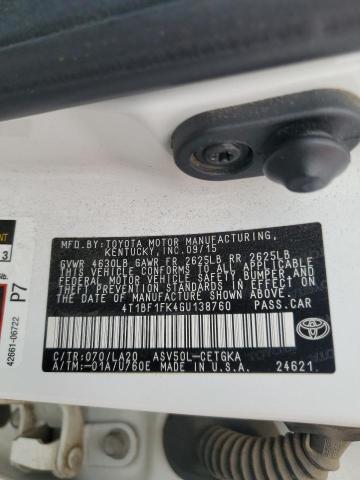 MFD.BY:TOYOTA MOTOR MANUFACTURING,
KENTUCKY, INC.09/15
GVWR 4630LB GAWR FR 2625LB RR 2625LB
THIS VEHICLE CONFORMS TO ALL APPLICABLE
FEDERAL MOTOR VEHICLE SAFETY, BUMPER, AND
THEFT PREVENTION STANDARDS IN EFFECT ON
THE DATE OF MANUFACTURE SHOWN ABOVE.
4T1BF1FK4GU138760 PASS.CAR
C/TR:070/LA20 ASV50L-CETGKA
A/TM:-01A/U760E MADE IN U.S.A. 24621
TOYOTA
3
P7
42661-06722